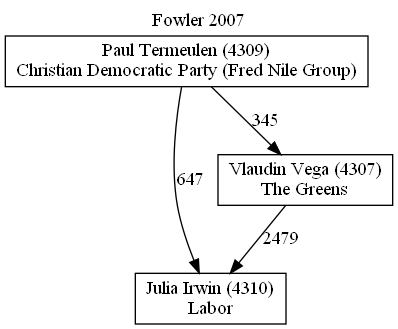 Fowler 2007
Paul Termeulen (4309)
Christian Democratic Party (Fred Nile Group)
345
Vlaudin Vega (4307)
The Greens
647
2479
Julia Irwin (4310)
Labor